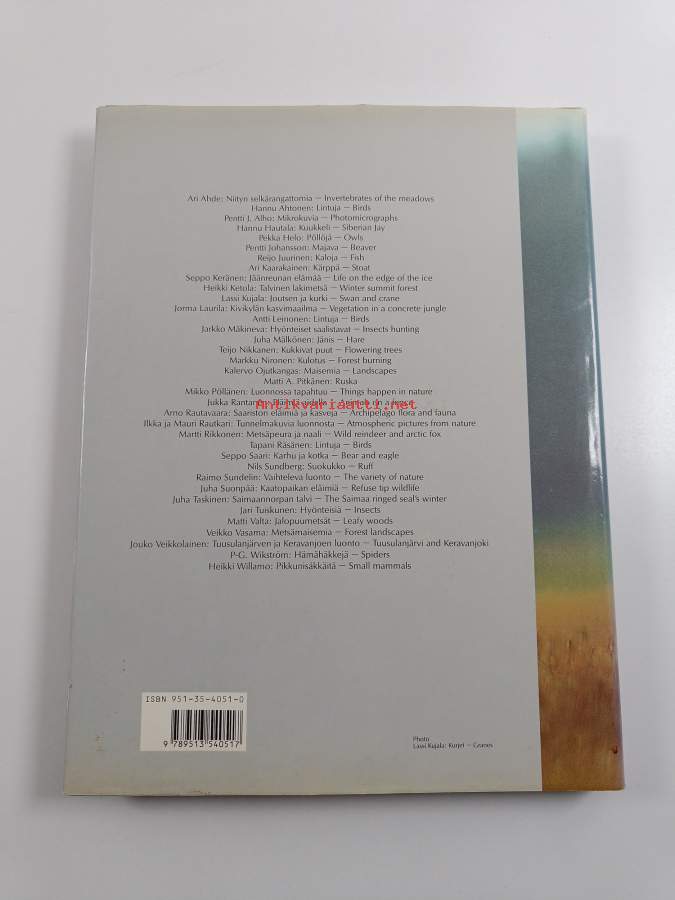 Ari Ahde: Niityn selkärangattomia — Invertebrates of the meadows
Hannu Ahtonen: Lintuja — Birds
Pentti J. Alho: Mikrokuvia — Photomicrographs
Hannu Hautala: Kuukkeli — Siberian Jay
Pekka Helo: Pöllöjä — Owls
Pentti Johansson: Majava — Beaver
Reijo Juurinen: Kaloja — Fish
Ari Kaarakainen: Kärppä — Stoat
Seppo Keränen: Jäänreunan elämää — Life on the edge of the ice
Heikki Ketola: Talvinen lakimetsä — Winter summit forest
Lassi Kujala: Joutsen ja kurki — Swan and crane
Jorma Laurila: Kivikylän kasvimaailma — Vegetation in a concrete jungle
Antti Leinonen: Lintuja — Birds
Jarkko Mäkineva: Hyönteiset saalistavat — Insects hunting
Juha Mälkönen: Jänis — Hare
Teijo Nikkanen: Kukkivat puut — Flowering trees
Markku Nironen: Kulotus — Forest burning
Kalervo Ojutkangas: Maisemia — Landscapes
Matti A. Pitkänen: Ruska
Mikko Pöllänen: Luonnossa tapahtuu — Things happen in nature
Jukka
Antikvariaatti.net
Arno Rautavaara: Saariston eläimiä ja kasveja — Archipelago flora and fauna
Ilkka ja Mauri Rautkari: Tunnelmakuvia luonnosta — Atmospheric pictures from nature
Martti Rikkonen: Metsäpeura ja naali — Wild reindeer and arctic fox
Tapani Räsänen: Lintuja — Birds
Seppo Saari: Karhu ja kotka — Bear and eagle
Nils Sundberg: Suokukko — Ruff
Raimo Sundelin: Vaihteleva luonto — The variety of nature
Juha Suonpää: Kaatopaikan eläimiä — Refuse tip wildlife
Juha Taskinen: Saimaannorpan talvi — The Saimaa ringed seal's winter
Jari Tuiskunen: Hyönteisiä — Insects
Matti Valta: Jalopuumetsät — Leafy woods
Veikko Vasama: Metsämaisemia — Forest landscapes
Jouko Veikkolainen: Tuusulanjärven ja Keravanjoen luonto — Tuusulanjärvi and Keravanjoki
P-G. Wikström: Hämähäkkejä — Spiders
Heikki Willamo: Pikkunisäkkäitä — Small mammals
ISBN 951-35-4051-0
9 789513 540517
Photo
Lassi Kujala: Kurjet — Cranes